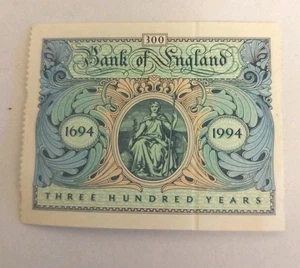 300
Bank of England
1694 1994
THREE HUNDRED YEARS